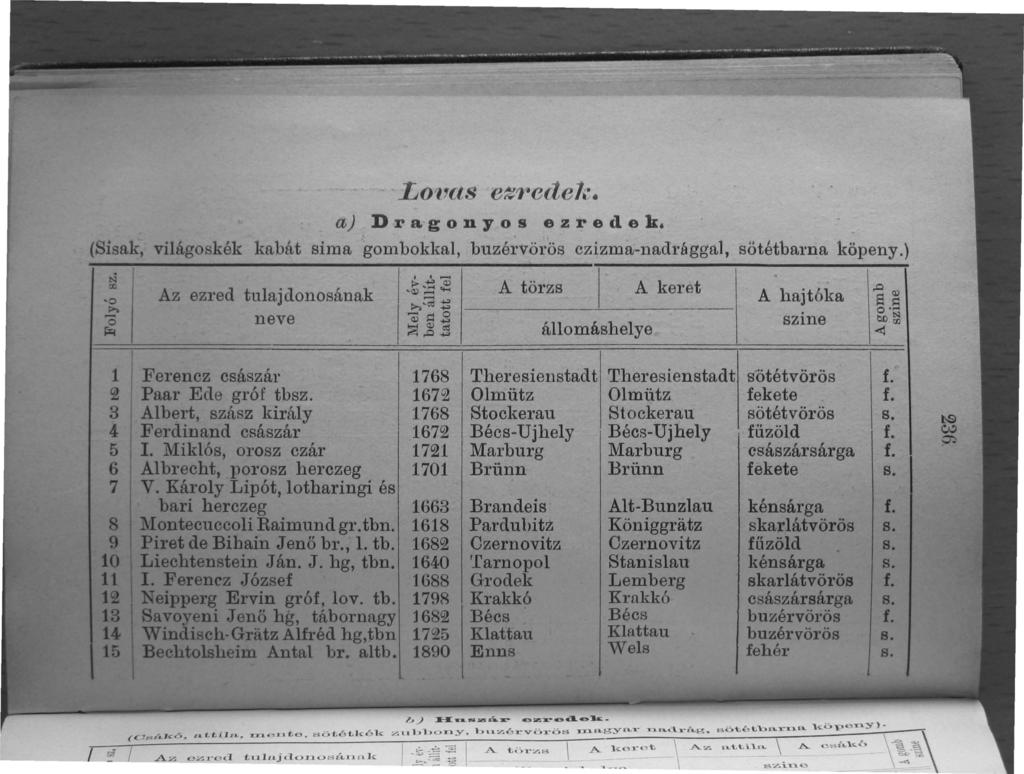 Lovas ezredek.
a) Dragonyos ezredek.
(Sisak, világoskék kabát sima gombokkal, buzérvörös czizma-nadrággal, sötétbarna köpeny.)
Folyó sz. Az ezred tulajdonosának neve Mely évben állíttatott fel A törzs A keret állomáshelye A hajtóka szine A gomb szine
1 Ferencz császár 1768 Theresienstadt Theresienstadt sötétvörös f.
2 Paar Ede gróf tbsz. 1672 Olmütz Olmütz fekete f.
3 Albert, szász király 1768 Stockerau Stockerau sötétvörös s.
4 Ferdinand császár 1672 Bécs-Ujhely Bécs-Ujhely fűzöld f.
5 I. Miklós, orosz czár 1721 Marburg Marburg császársárga f.
6 Albrecht, porosz herczeg 1701 Brünn Brünn fekete s.
7 V. Károly Lipót, lotharingi és
bari herczeg 1663 Brandeis Alt-Bunzlau kénsárga f.
8 Montecuccoli Raimund gr. tbn. 1618 Pardubitz Königgrätz skarlátvörös s.
9 Piret de Bihain Jenő br., l. tb. 1682 Czernovitz Czernovitz fűzöld s.
10 Liechtenstein Ján. J. hg, tbn. 1640 Tarnopol Stanislau kénsárga s.
11 I. Ferencz József 1688 Grodek Lemberg skarlátvörös f.
12 Neipperg Ervin gróf, lov. tb. 1798 Krakkó Krakkó császársárga s.
13 Savoyeni Jenő hg, tábornagy 1682 Bécs Bécs buzérvörös f.
14 Windisch-Grätz Alfréd hg, tbn 1725 Klattau Klattau buzérvörös s.
15 Bechtolsheim Antal br. altb. 1890 Enns Wels fehér s.
236.
b) Huszár ezredek.
(Csákó, attila, mente, sötétkék zubbony, buzérvörös magyar nadrág, sötétbarna köpeny).
Az ezred tulajdonosának A törzs A keret Az attila A csákó
szine